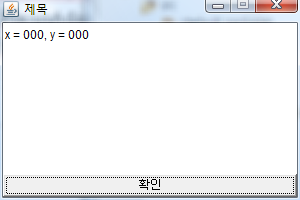 제목
x = 000, y = 000
확인